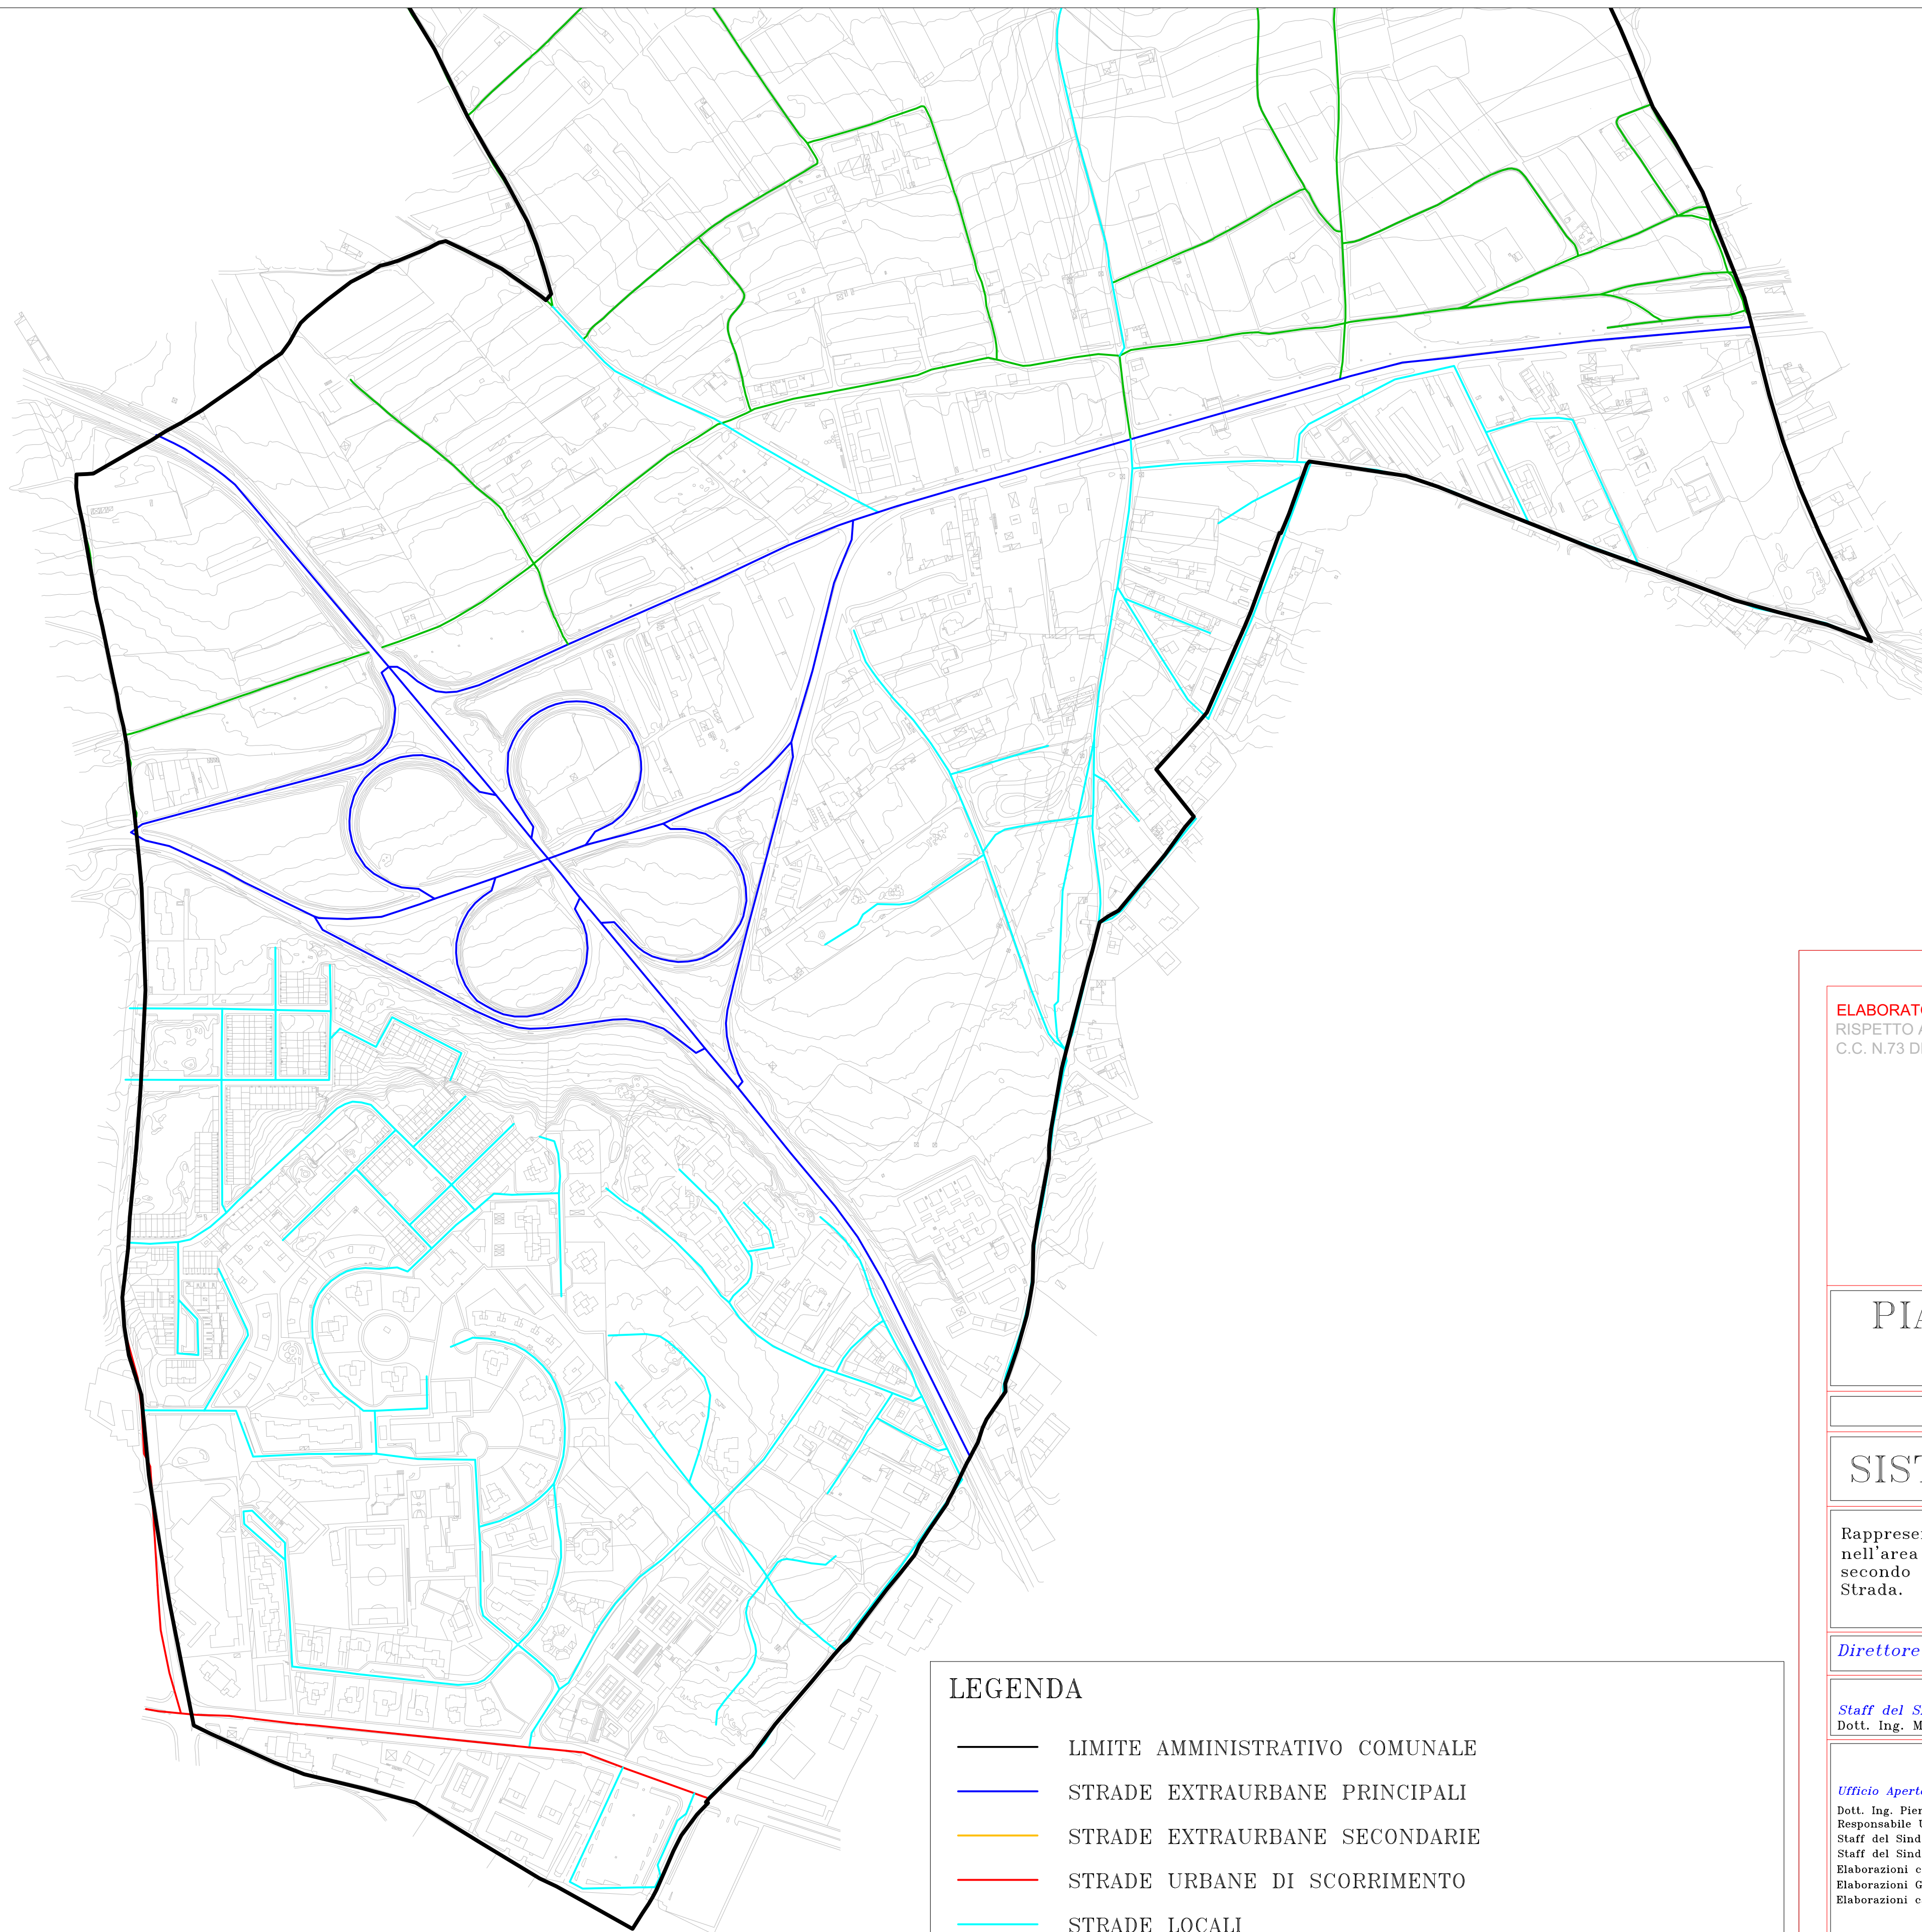 LEGENDA
LIMITE AMMINISTRATIVO COMUNALE
STRADE EXTRAURBANE PRINCIPALI
STRADE EXTRAURBANE SECONDARIE
STRADE URBANE DI SCORRIMENTO
STRADE LOCALI
ELABORATO
RISPETTO A
C.C. N.73 D
PIA
SIST
Rapprese
nell'area
secondo
Strada.
Direttore
Staff del S
Dott. Ing. M
Ufficio Apert
Dott. Ing. Pier
Responsabile U
Staff del Sind
Staff del Sind
Elaborazioni c
Elaborazioni G
Elaborazioni c